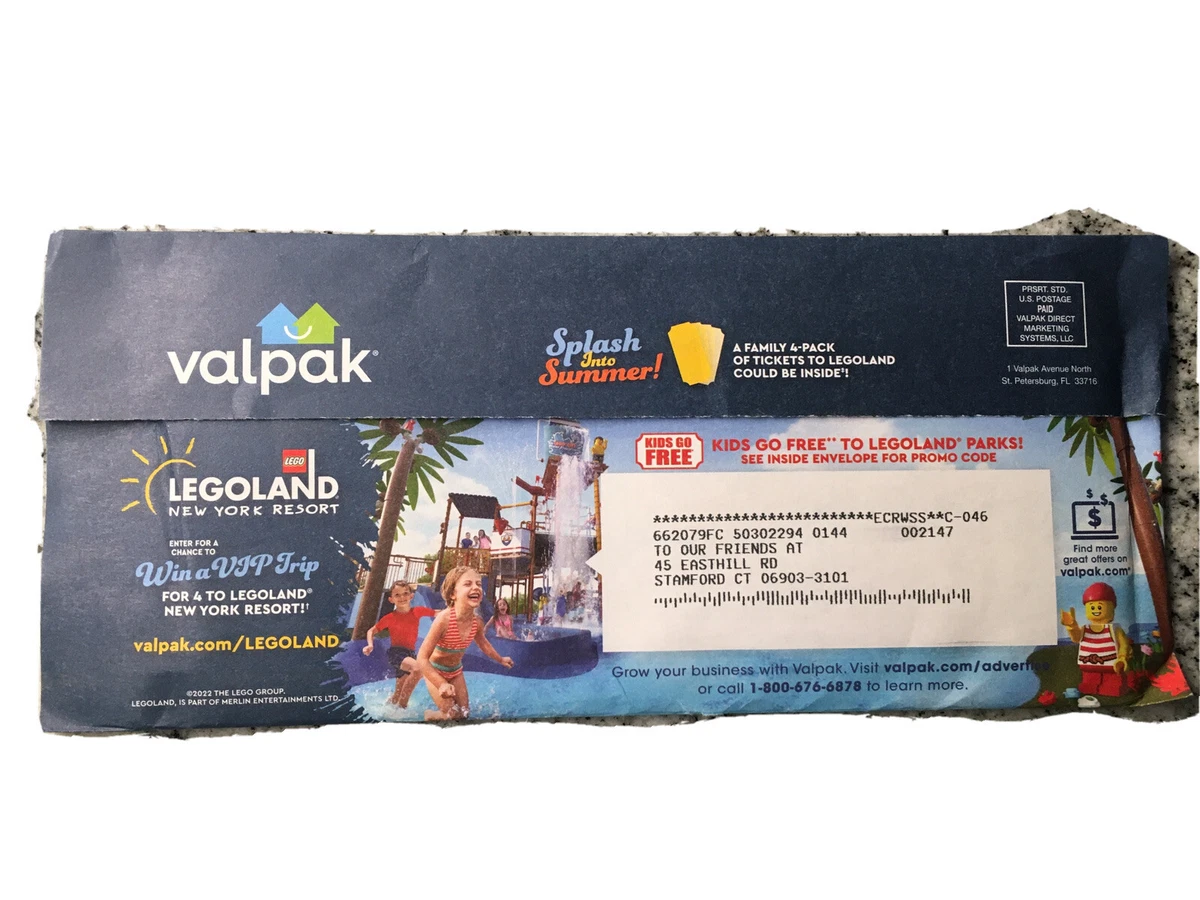 valpak®
Splash
Into
Summer!
A FAMILY 4-PACK
OF TICKETS TO LEGOLAND
COULD BE INSIDE†!
PRSRT. STD.
U.S. POSTAGE
PAID
VALPAK DIRECT
MARKETING
SYSTEMS, LLC
1 Valpak Avenue North
St. Petersburg, FL 33716
LEGO
LEGOLAND®
NEW YORK RESORT
ENTER FOR A
CHANCE TO
Win a VIP Trip
FOR 4 TO LEGOLAND®
NEW YORK RESORT!†
valpak.com/LEGOLAND
©2022 THE LEGO GROUP.
LEGOLAND, IS PART OF MERLIN ENTERTAINMENTS LTD.
KIDS GO
FREE
KIDS GO FREE** TO LEGOLAND® PARKS!
SEE INSIDE ENVELOPE FOR PROMO CODE
************************ECRWSS**C-046
662079FC 50302294 0144 002147
TO OUR FRIENDS AT
45 EASTHILL RD
STAMFORD CT 06903-3101
$ $
$
Find more
great offers on
valpak.com®
Grow your business with Valpak. Visit
or call 1-800-676-6878 to learn more.